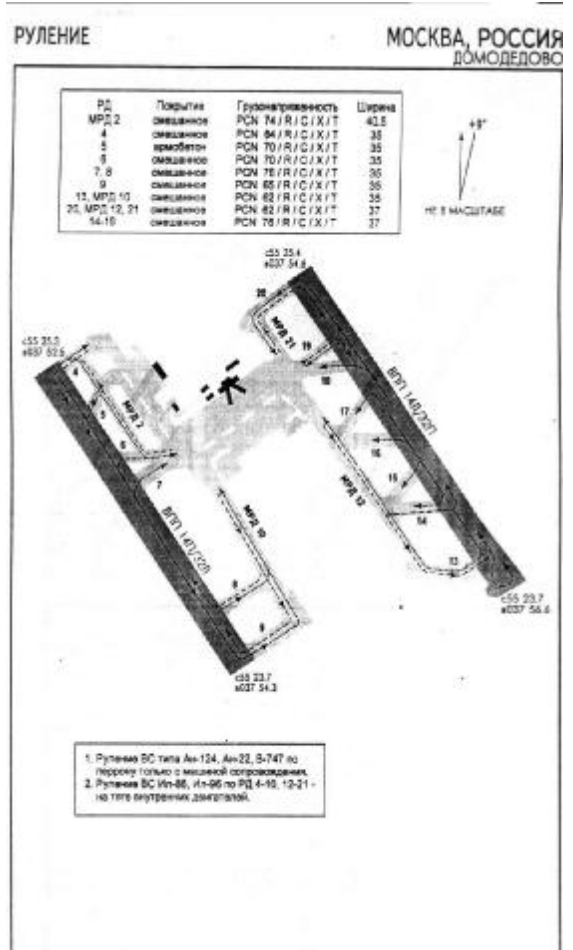 РУЛЕНИЕ
МОСКВА, РОССИЯ
ДОМОДЕДОВО
РД Покрытие Грузонапряженность Ширина
МРД 2 смешанное PCN 74 / R / C / X / T 40.5
4 смешанное PCN 64 / R / C / X / T 35
5 армобетон PCN 70 / R / C / X / T 35
6 смешанное PCN 70 / R / C / X / T 35
7, 8 смешанное PCN 76 / R / C / X / T 35
9 смешанное PCN 65 / R / C / X / T 35
13, МРД 10 смешанное PCN 62 / R / C / X / T 35
20, МРД 12, 21 смешанное PCN 62 / R / C / X / T 37
14-19 смешанное PCN 76 / R / C / X / T 37
+9°
НЕ В МАСШТАБЕ
с55 25.4
в037 54.6
20
МРД 21
19
18
с55 25.3
в037 52.5
4
5
МРД 2
6
7
ВПП 14П/32Л
ВПП 14Л/32П
17
16
15
14
13
МРД 12
МРД 10
8
9
с55 23.7
в037 56.6
с55 23.7
в037 54.3
1. Руление ВС типа Ан-124, Ан-22, В-747 по
перрону только с машиной сопровождения.
2. Руление ВС Ил-86, Ил-96 по РД 4-10, 12-21 -
на тяге внутренних двигателей.